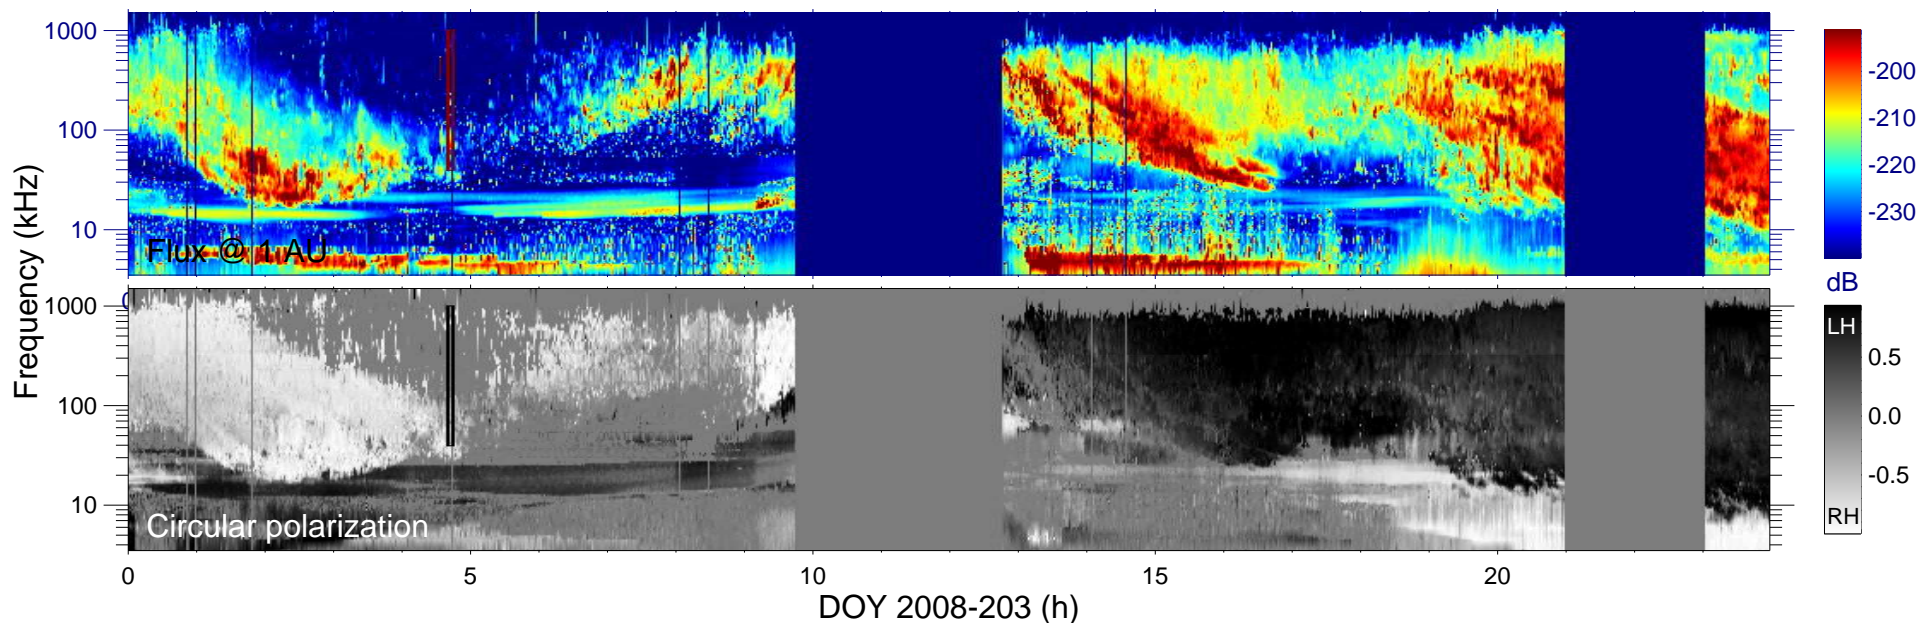 Frequency (kHz)
1000
100
10
Flux @ 1 AU
-200
-210
-220
-230
dB
0
1000
100
10
Circular polarization
LH
0.5
0.0
-0.5
RH
0
5
10
15
20
DOY 2008-203 (h)